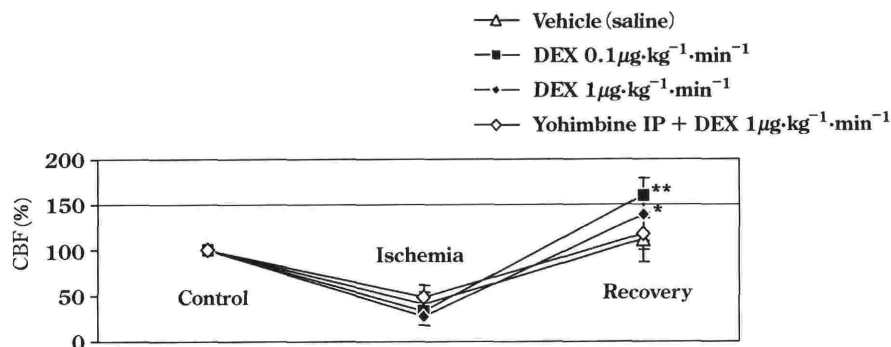 Vehicle (saline)
DEX 0.1μg·kg⁻¹·min⁻¹
DEX 1μg·kg⁻¹·min⁻¹
Yohimbine IP + DEX 1μg·kg⁻¹·min⁻¹
200
150
100
50
0
CBF (%)
Control
Ischemia
Recovery
**
*